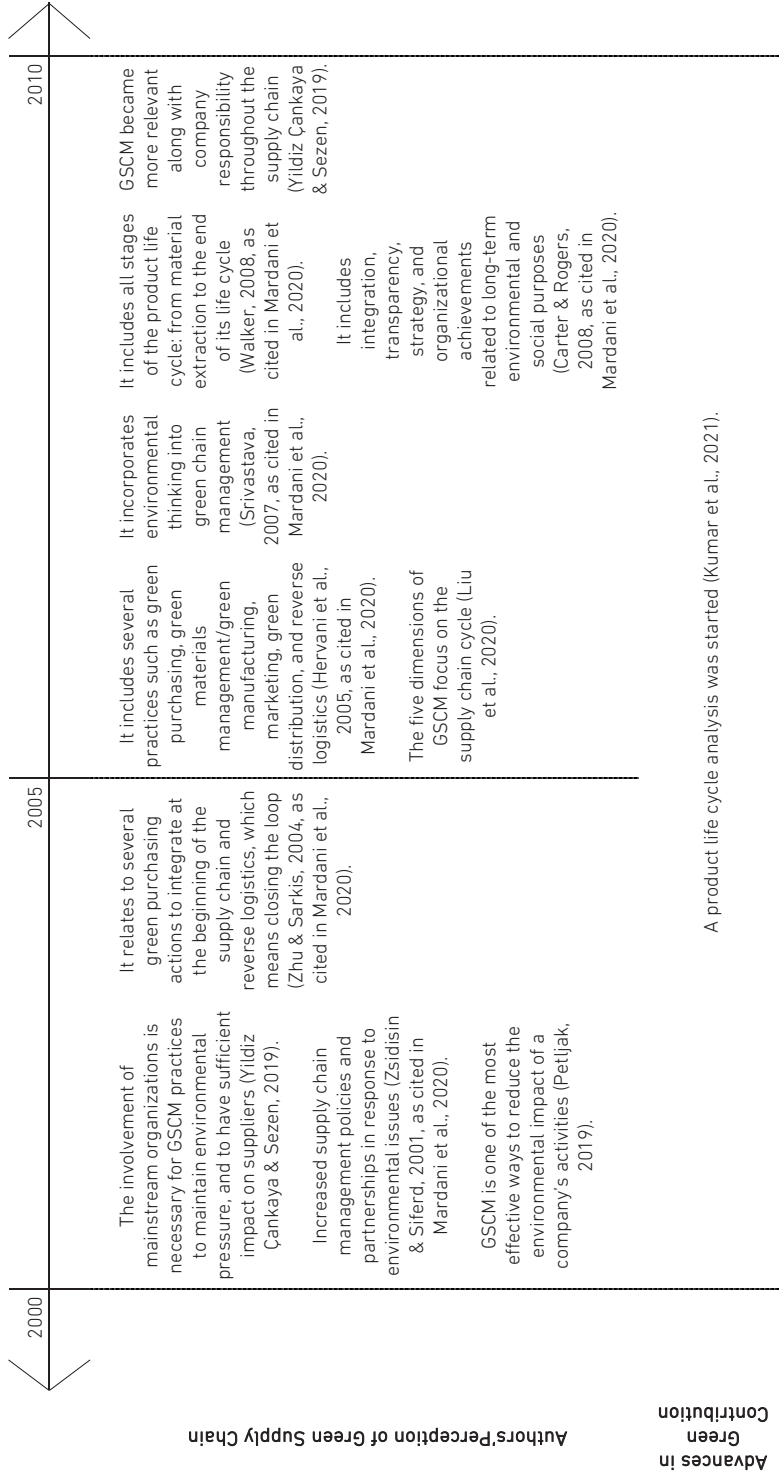 2000
2005
2010
Authors'Perception of Green Supply Chain
The involvement of
mainstream organizations is
necessary for GSCM practices
to maintain environmental
pressure, and to have sufficient
impact on suppliers (Yildiz
Çankaya & Sezen, 2019).
Increased supply chain
management policies and
partnerships in response to
environmental issues (Zsidisin
& Siferd, 2001, as cited in
Mardani et al., 2020).
GSCM is one of the most
effective ways to reduce the
environmental impact of a
company's activities (Petljak,
2019).
It relates to several
green purchasing
actions to integrate at
the beginning of the
supply chain and
reverse logistics, which
means closing the loop
(Zhu & Sarkis, 2004, as
cited in Mardani et al.,
2020).
It includes several
practices such as green
purchasing, green
materials
management/green
manufacturing,
marketing, green
distribution, and reverse
logistics (Hervani et al.,
2005, as cited in
Mardani et al., 2020).
The five dimensions of
GSCM focus on the
supply chain cycle (Liu
et al., 2020).
It incorporates
environmental
thinking into
green chain
management
(Srivastava,
2007, as cited in
Mardani et al.,
2020).
It includes all stages
of the product life
cycle: from material
extraction to the end
of its life cycle
(Walker, 2008, as
cited in Mardani et
al., 2020).
It includes
integration,
transparency,
strategy, and
organizational
achievements
related to long-term
environmental and
social purposes
(Carter & Rogers,
2008, as cited in
Mardani et al., 2020).
GSCM became
more relevant
along with
company
responsibility
throughout the
supply chain
(Yildiz Çankaya
& Sezen, 2019).
Advances in
Green
Contribution
A product life cycle analysis was started (Kumar et al., 2021).